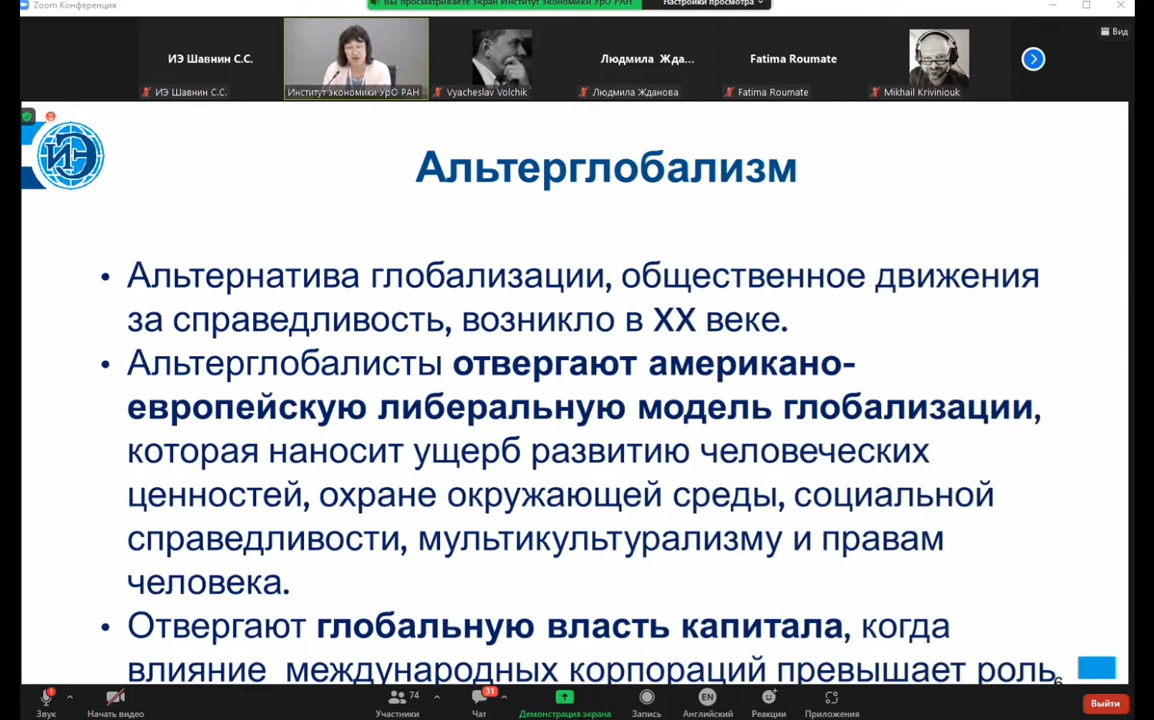 Zoom Конференция
Вы просматриваете экран Институт экономики УрО РАН
Настройки просмотра
Вид
ИЭ Шавнин С.С.
Людмила Жда...
Fatima Roumate
ИЭ Шавнин С.С.
Институт экономики УрО РАН
Vyacheslav Volchik
Людмила Жданова
Fatima Roumate
Mikhail Kriviniouk
ИЭ
Альтерглобализм
• Альтернатива глобализации, общественное движения
за справедливость, возникло в XX веке.
• Альтерглобалисты отвергают американо-
европейскую либеральную модель глобализации,
которая наносит ущерб развитию человеческих
ценностей, охране окружающей среды, социальной
справедливости, мультикультурализму и правам
человека.
• Отвергают глобальную власть капитала, когда
влияние международных корпораций превышает роль
6
74
31
EN
Звук
Начать видео
Участники
Чат
Демонстрация экрана
Запись
Английский
Реакции
Приложения
Выйти